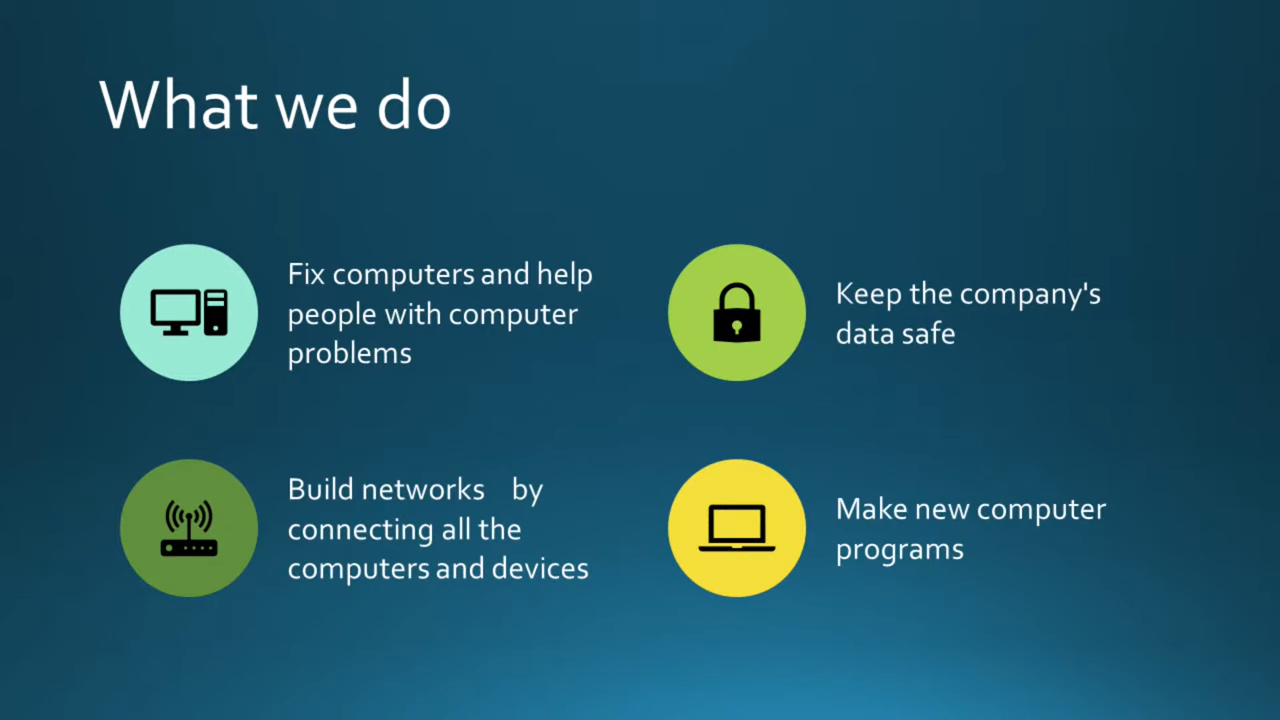 What we do
Fix computers and help
people with computer
problems
Keep the company's
data safe
Build networks    by
connecting all the
computers and devices
Make new computer
programs